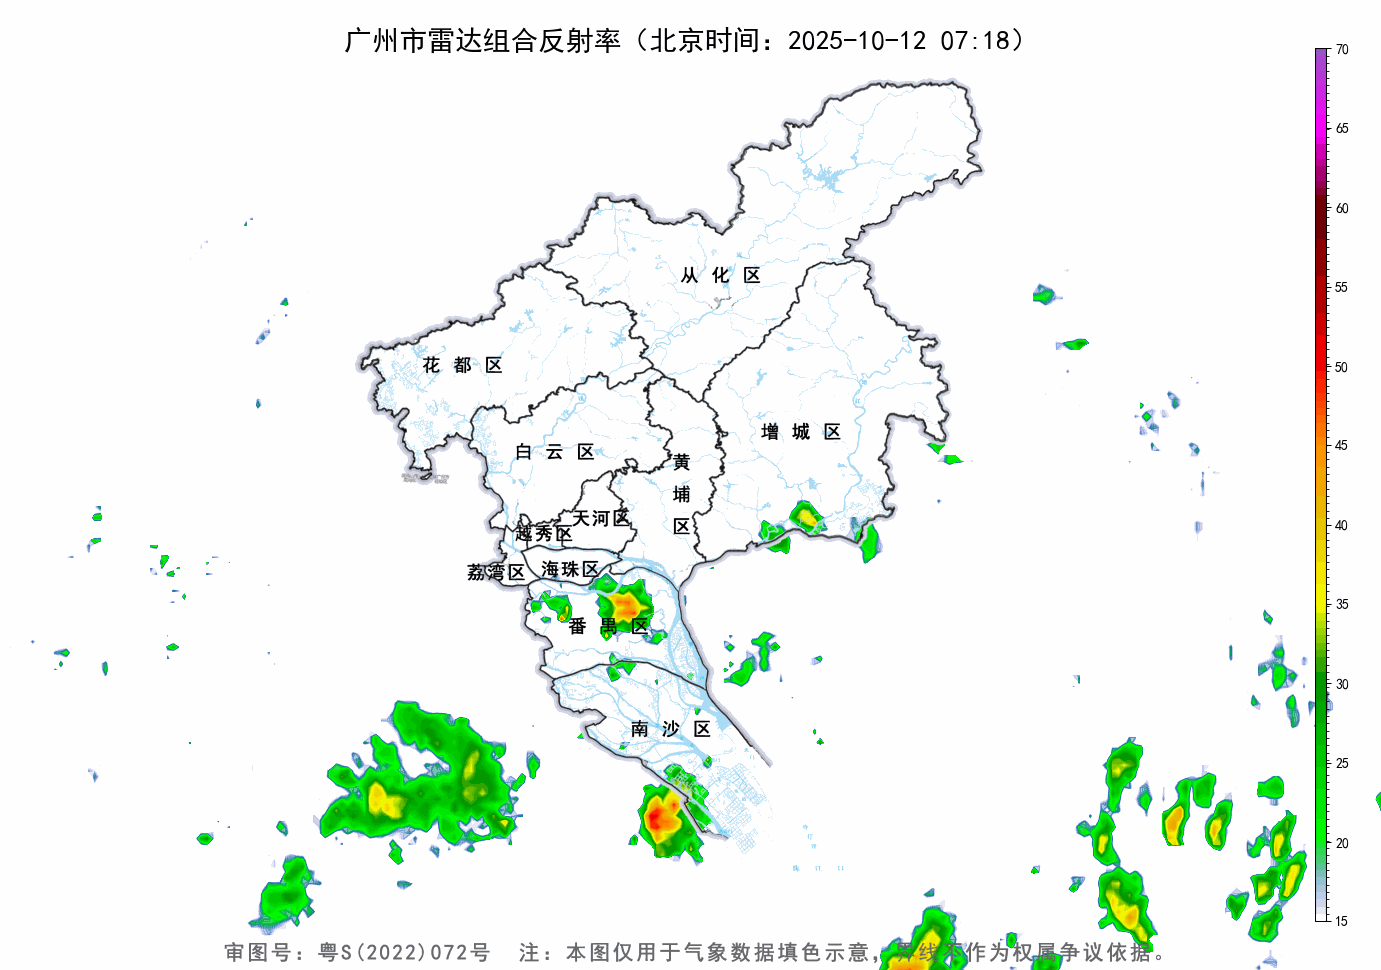 广州市雷达组合反射率（北京时间：2025-10-12 07:18）
70
65
60
55
50
45
40
35
30
25
20
15
从化区
花都区
增城区
白云区
黄埔区
天河区
越秀区
荔湾区
海珠区
番禺区
南沙区
审图号：粤S(2022)072号 注：本图仅用于气象数据填色示意，界线不作为权属争议依据。